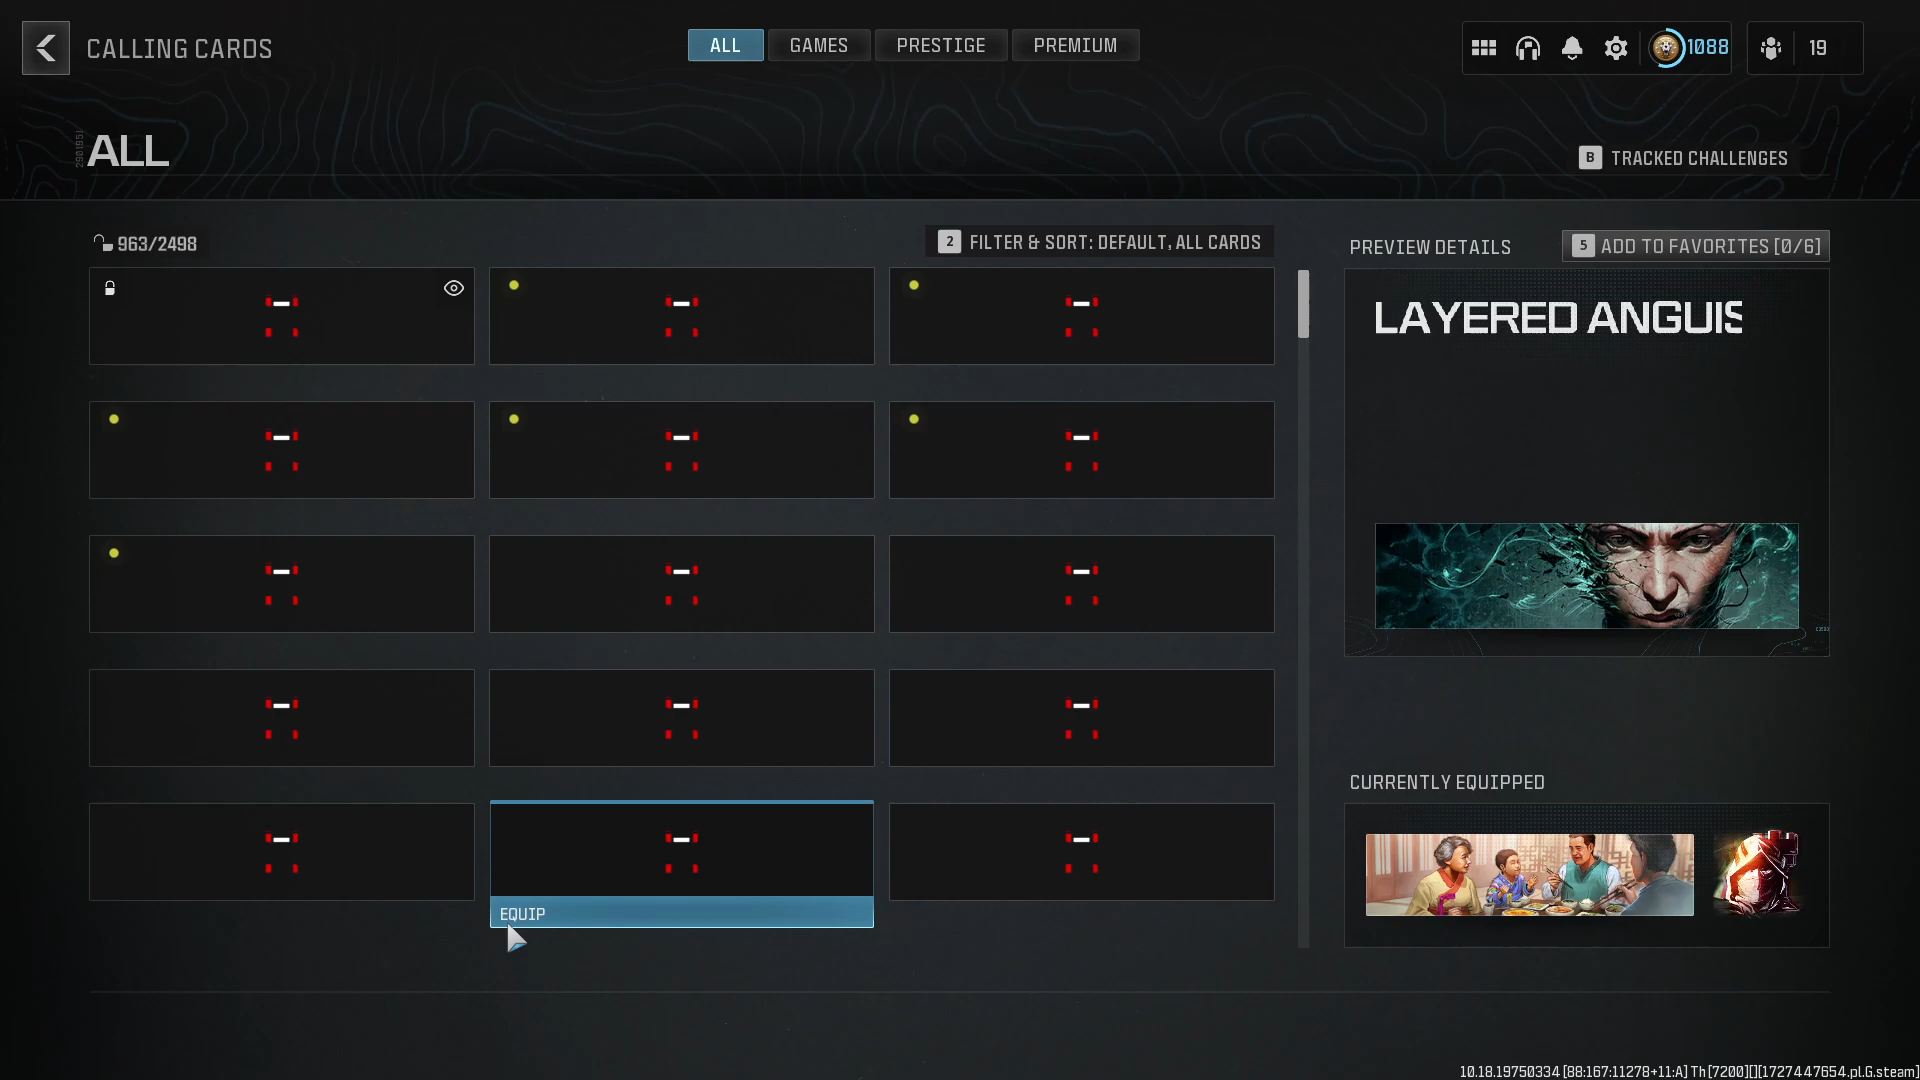 CALLING CARDS
ALL
GAMES
PRESTIGE
PREMIUM
1088
19
ALL
B TRACKED CHALLENGES
963/2498
2 FILTER & SORT: DEFAULT, ALL CARDS
PREVIEW DETAILS
5 ADD TO FAVORITES [0/6]
LAYERED ANGUIS
CURRENTLY EQUIPPED
EQUIP
10.18.19750334 [88:167:11278+11:A] Th [7200][][1727447654.pl.G.steam]